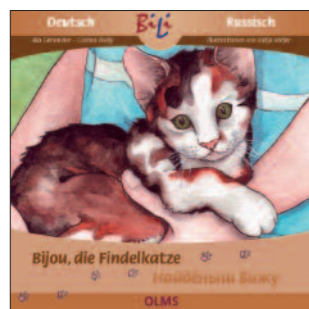 Deutsch BiLi Russisch
Bijou, die Findelkatze
Найдёныш Бижу
OLMS